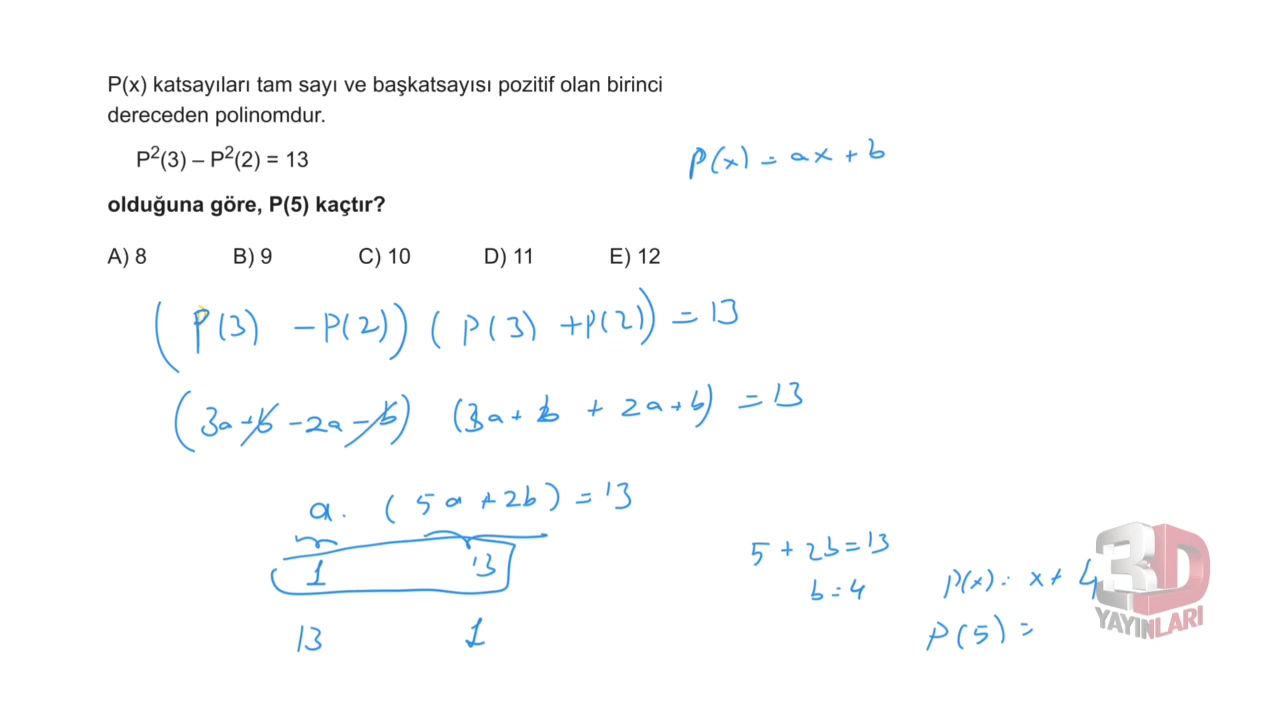 P(x) katsayıları tam sayı ve başkatsayısı pozitif olan birinci
dereceden polinomdur.
P²(3) – P²(2) = 13
P(x) = ax + b
olduğuna göre, P(5) kaçtır?
A) 8 B) 9 C) 10 D) 11 E) 12
(P(3) - P(2)) (P(3) + P(2)) = 13
(3a + b - 2a - b) (3a + b + 2a + b) = 13
a. (5a + 2b) = 13
1 13
13 1
5 + 2b = 13
b = 4
P(x) = x + 4
P(5) =
3D
YAYINLARI